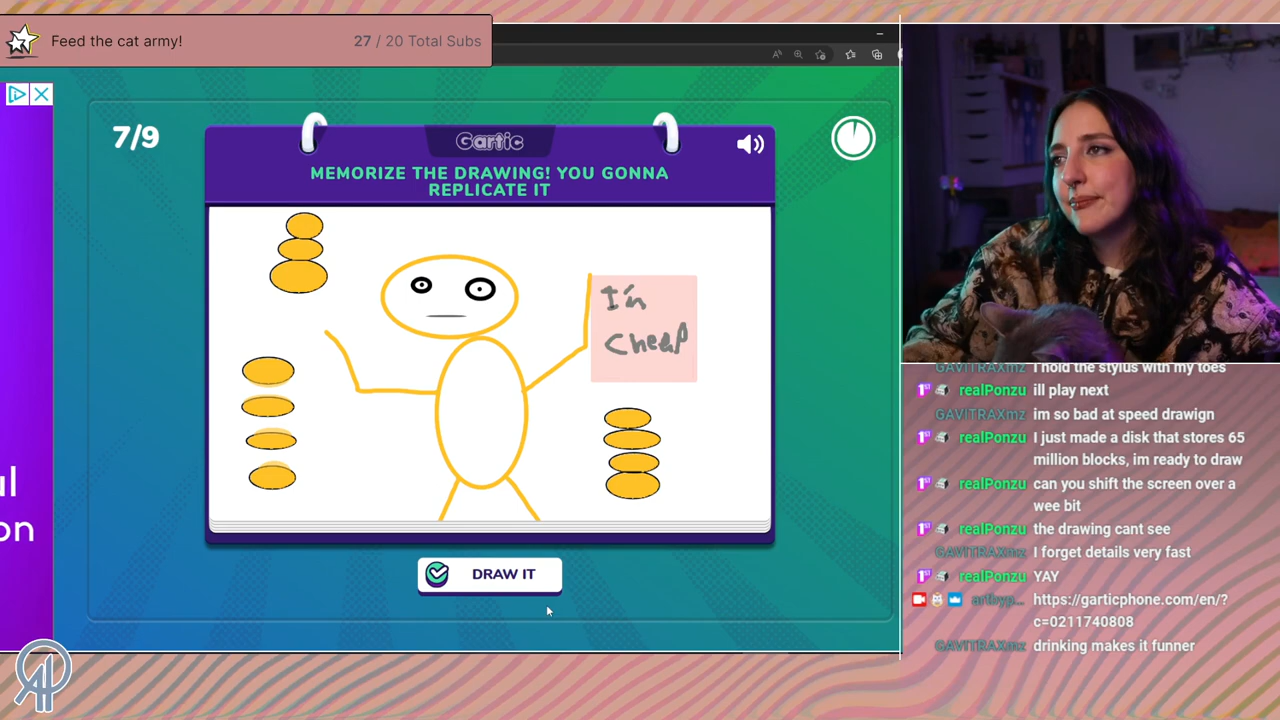 Feed the cat army!
27 / 20 Total Subs
7/9
Gartic
MEMORIZE THE DRAWING! YOU GONNA
REPLICATE IT
I'm
Cheap
DRAW IT
ul
on
GAVITRAXmz I hold the stylus with my toes
realPonzu ill play next
GAVITRAXmz im so bad at speed drawign
realPonzu I just made a disk that stores 65
million blocks, im ready to draw
realPonzu can you shift the screen over a
wee bit
realPonzu the drawing cant see
GAVITRAXmz I forget details very fast
realPonzu YAY
https://garticphone.com/en/?
c=0211740808
GAVITRAXmz drinking makes it funner